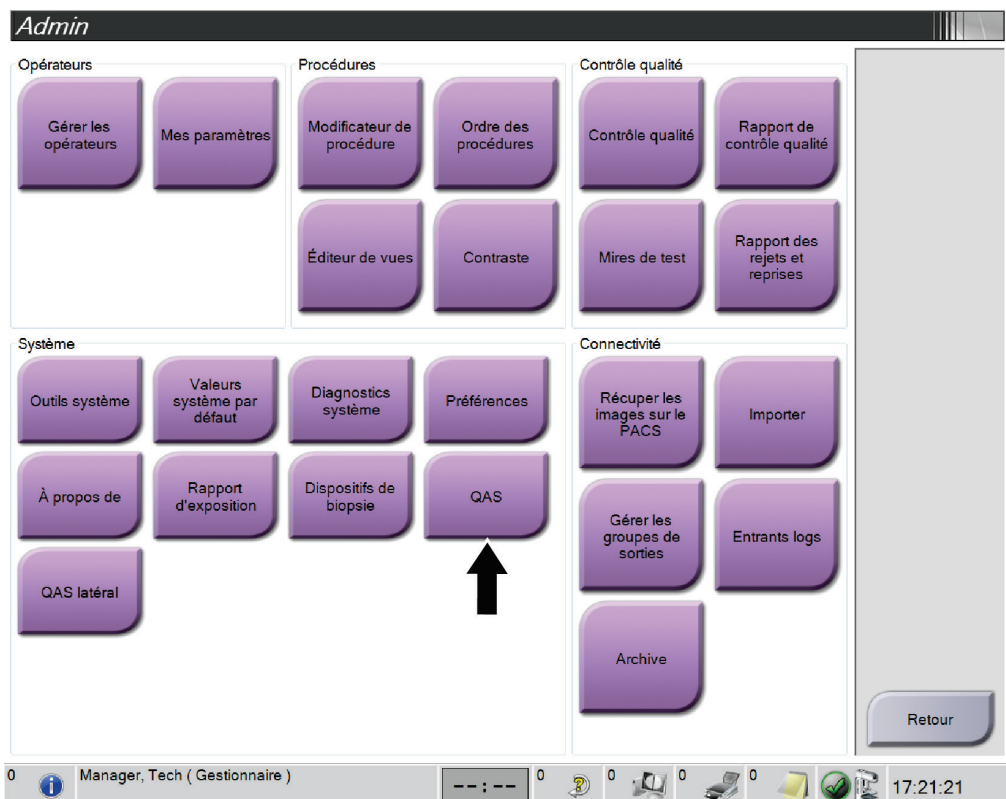 Admin
Opérateurs
Gérer les
opérateurs
Mes paramètres
Procédures
Modificateur de
procédure
Ordre des
procédures
Éditeur de vues
Contraste
Contrôle qualité
Contrôle qualité
Rapport de
contrôle qualité
Mires de test
Rapport des
rejets et
reprises
Système
Outils système
Valeurs
système par
défaut
Diagnostics
système
Préférences
À propos de
Rapport
d'exposition
Dispositifs de
biopsie
QAS
QAS latéral
Connectivité
Récuper les
images sur le
PACS
Importer
Gérer les
groupes de
sorties
Entrants logs
Archive
Retour
0 Manager, Tech ( Gestionnaire ) --:-- 0 0 0 0 17:21:21